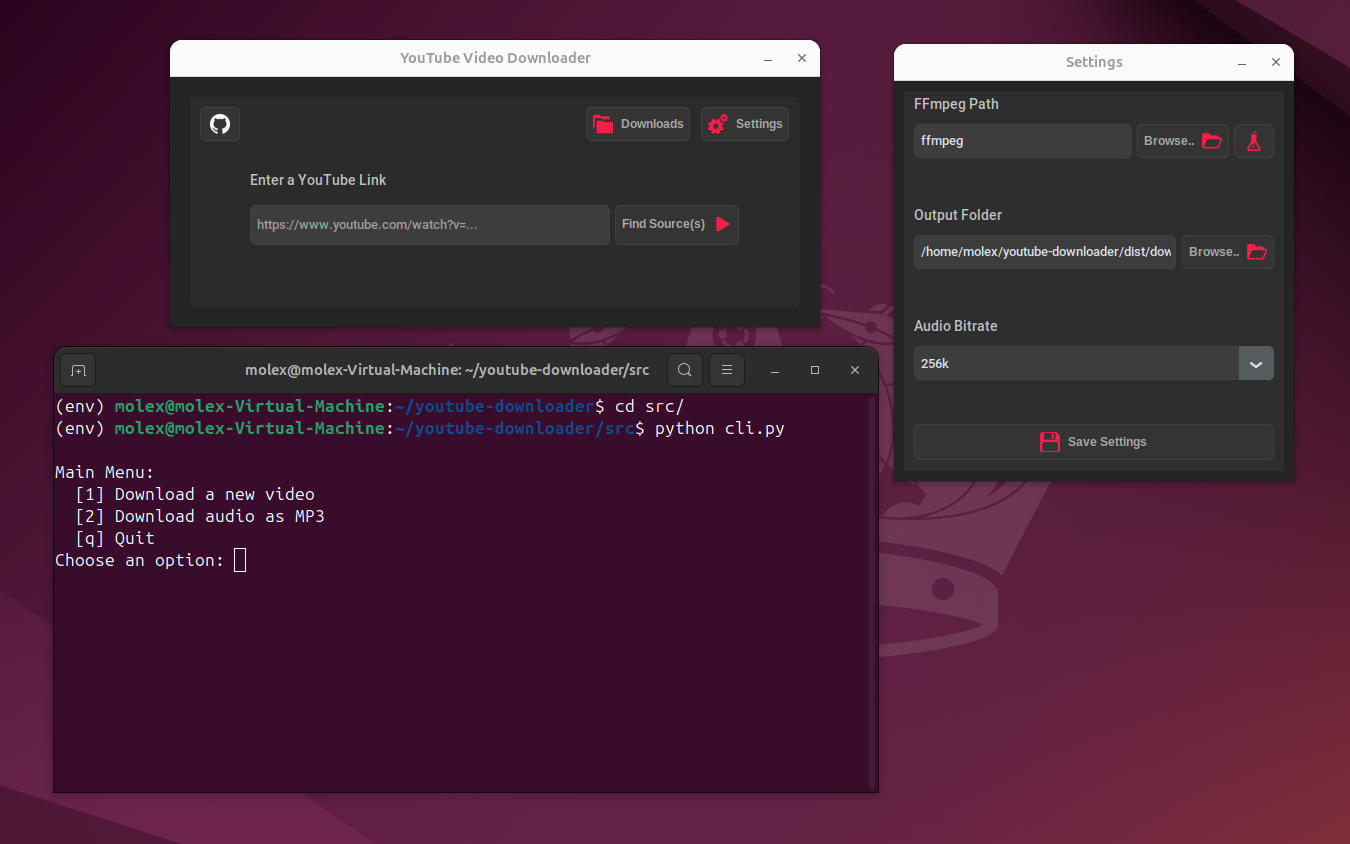 YouTube Video Downloader
Downloads
Settings
Enter a YouTube Link
https://www.youtube.com/watch?v=...
Find Source(s)
Settings
FFmpeg Path
ffmpeg
Browse..
Output Folder
/home/molex/youtube-downloader/dist/dow
Browse..
Audio Bitrate
256k
Save Settings
molex@molex-Virtual-Machine: ~/youtube-downloader/src
(env) molex@molex-Virtual-Machine:~/youtube-downloader$ cd src/
(env) molex@molex-Virtual-Machine:~/youtube-downloader/src$ python cli.py
Main Menu:
[1] Download a new video
[2] Download audio as MP3
[q] Quit
Choose an option: